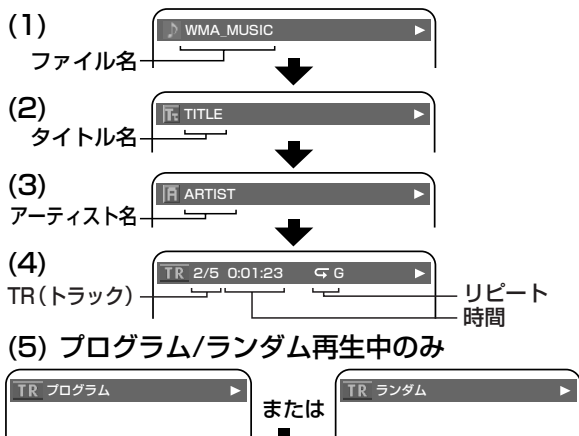 (1)
WMA_MUSIC
ファイル名
(2)
TITLE
タイトル名
(3)
ARTIST
アーティスト名
(4)
TR 2/5 0:01:23 G
TR(トラック)
リピート
時間
(5) プログラム/ランダム再生中のみ
TR プログラム
または
TR ランダム